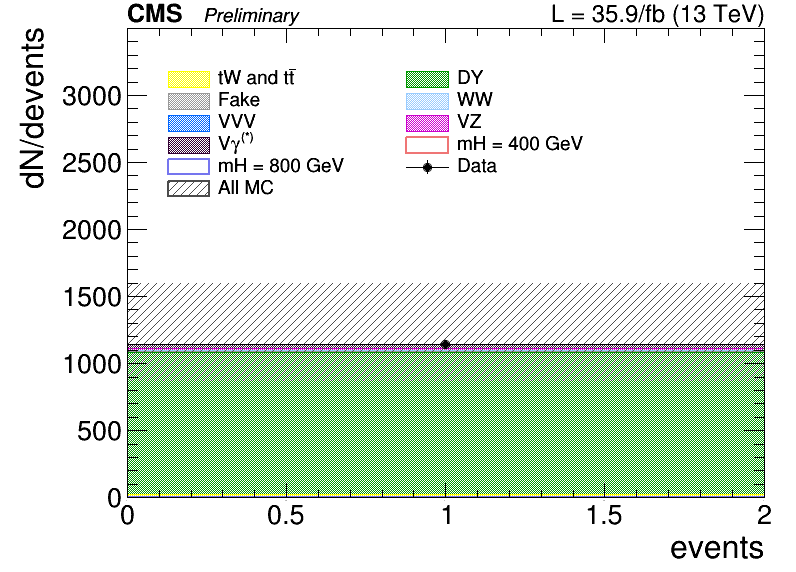 CMS Preliminary L = 35.9/fb (13 TeV)
dN/devents
tW and tt̄ DY
Fake WW
VVV VZ
Vγ(*) mH = 400 GeV
mH = 800 GeV Data
All MC
3000
2500
2000
1500
1000
500
0
0 0.5 1 1.5 2
events